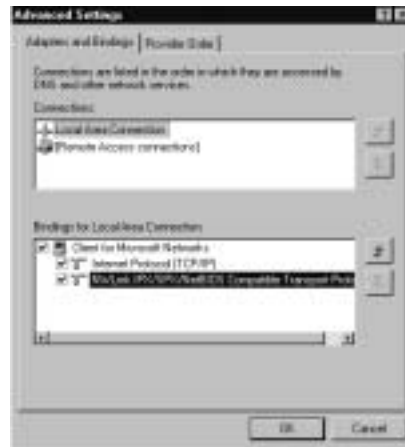 Advanced Settings
Adapters and Bindings | Provider Order
Connections are listed in the order in which they are accessed by
DNS and other network services.
Connections:
Local Area Connection
[Remote Access connections]
Bindings for Local Area Connection:
Client for Microsoft Networks
Internet Protocol (TCP/IP)
NWLink IPX/SPX/NetBIOS Compatible Transport Proto
OK
Cancel